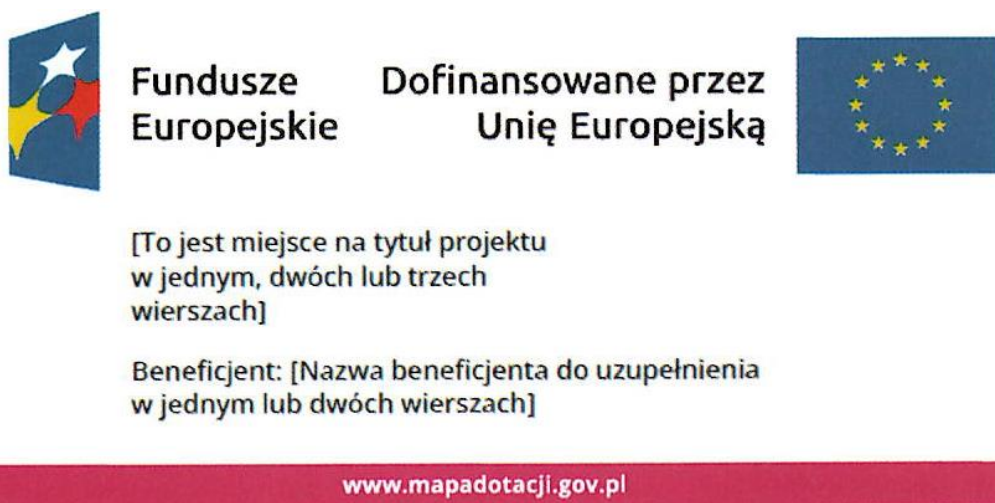 Fundusze
Europejskie
Dofinansowane przez
Unię Europejską
[To jest miejsce na tytuł projektu
w jednym, dwóch lub trzech
wierszach]
Beneficjent: [Nazwa beneficjenta do uzupełnienia
w jednym lub dwóch wierszach]
www.mapadotacji.gov.pl